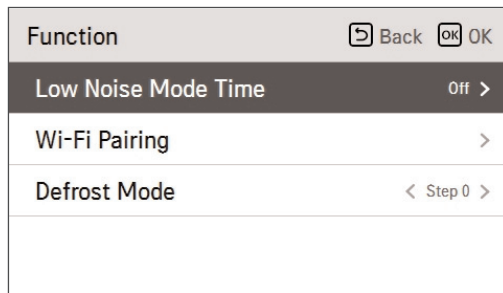 Function Back OK OK
Low Noise Mode Time Off >
Wi-Fi Pairing >
Defrost Mode < Step 0 >